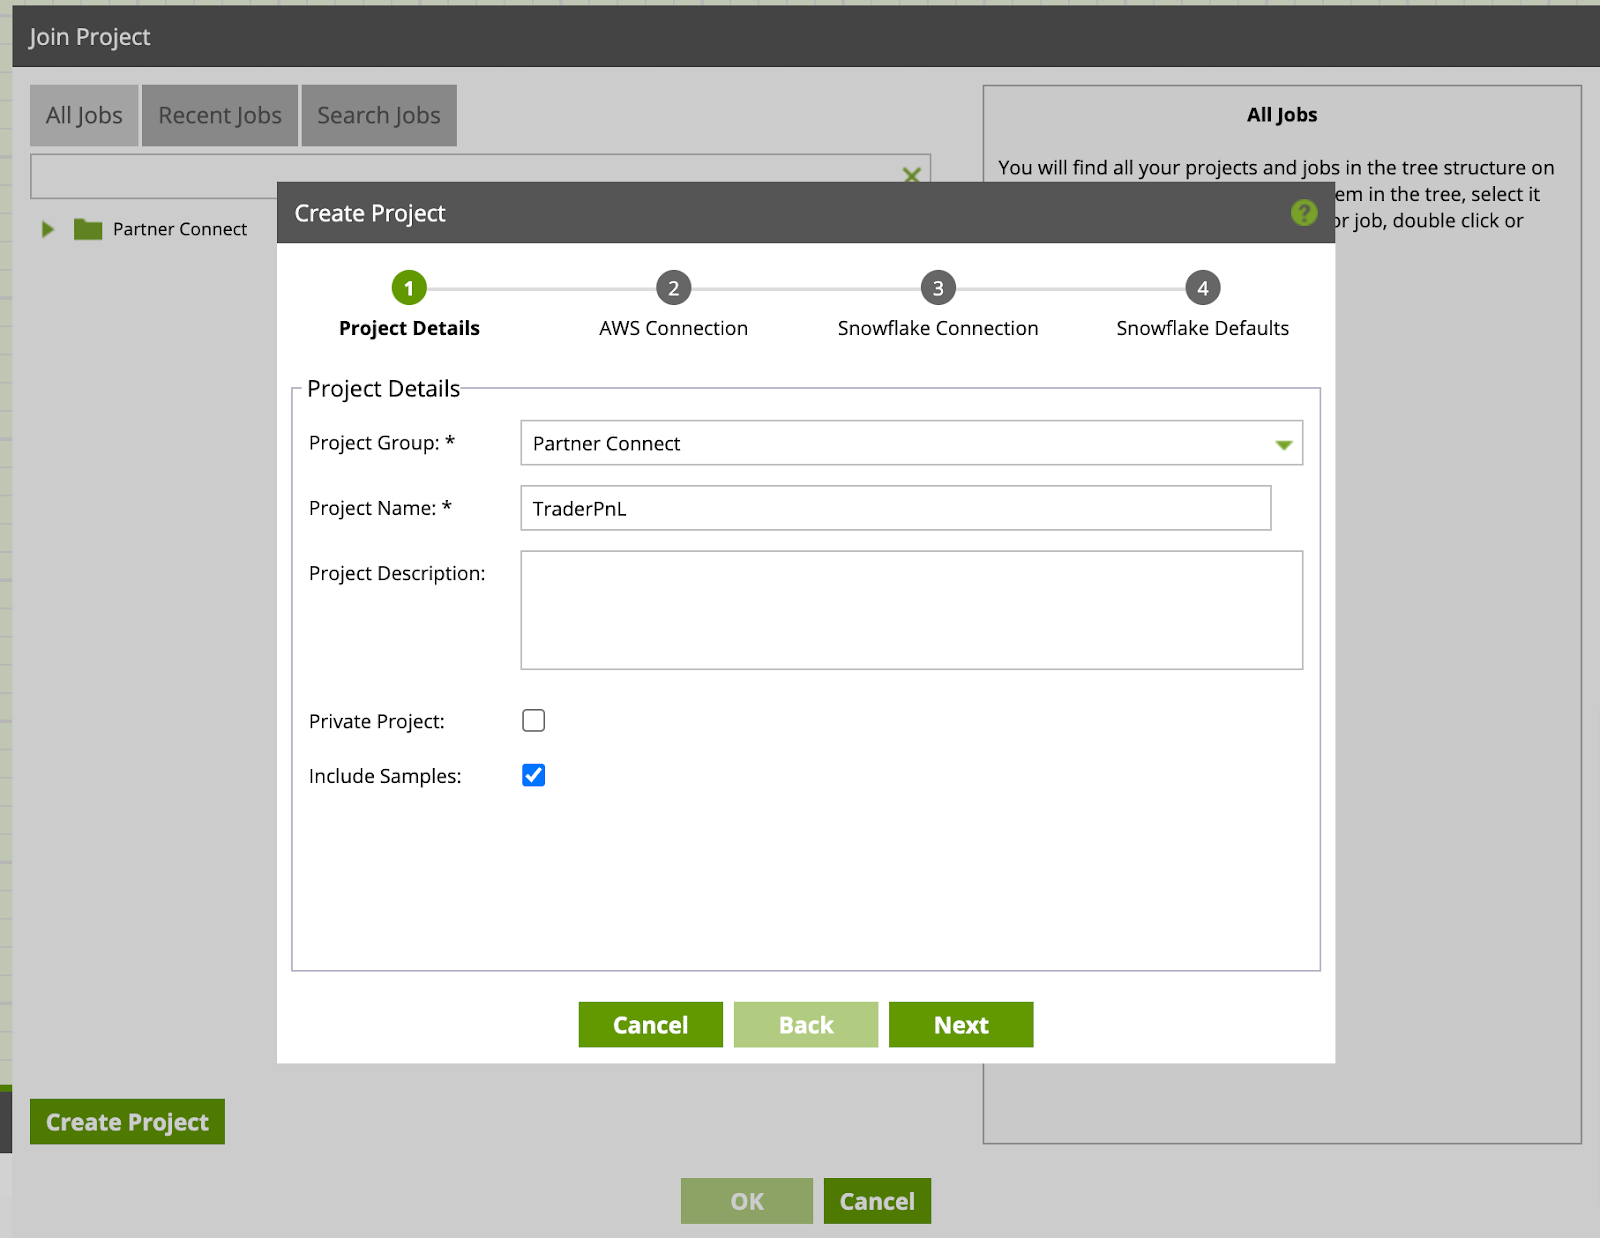 Join Project
All Jobs
Recent Jobs
Search Jobs
Partner Connect
All Jobs
You will find all your projects and jobs in the tree structure on
em in the tree, select it
or job, double click or
Create Project
?
1
2
3
4
Project Details
AWS Connection
Snowflake Connection
Snowflake Defaults
Project Details
Project Group: *
Partner Connect
Project Name: *
TraderPnL
Project Description:
Private Project:
Include Samples:
Cancel
Back
Next
Create Project
OK
Cancel